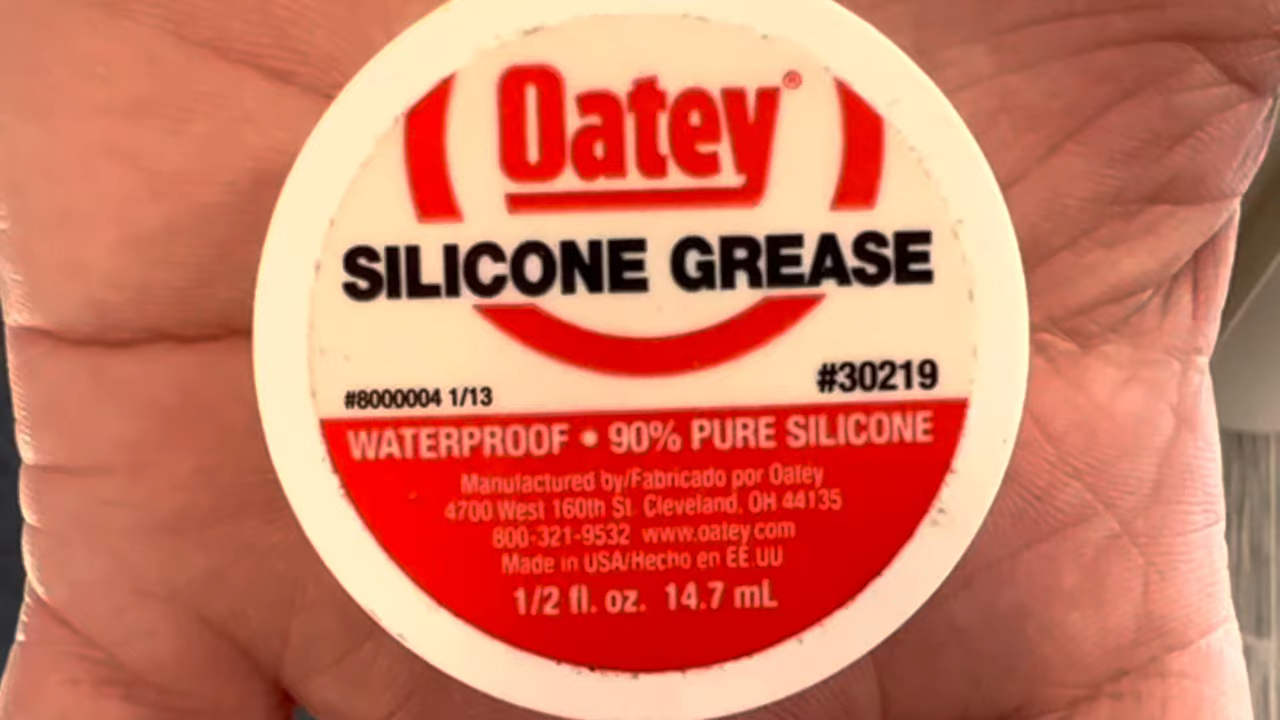 Oatey®
SILICONE GREASE
#30219
#8000004 1/13
WATERPROOF • 90% PURE SILICONE
Manufactured by/Fabricado por Oatey
4700 West 160th St. Cleveland, OH 44135
800-321-9532 www.oatey.com
Made in USA/Hecho en EE.UU
1/2 fl. oz. 14.7 mL